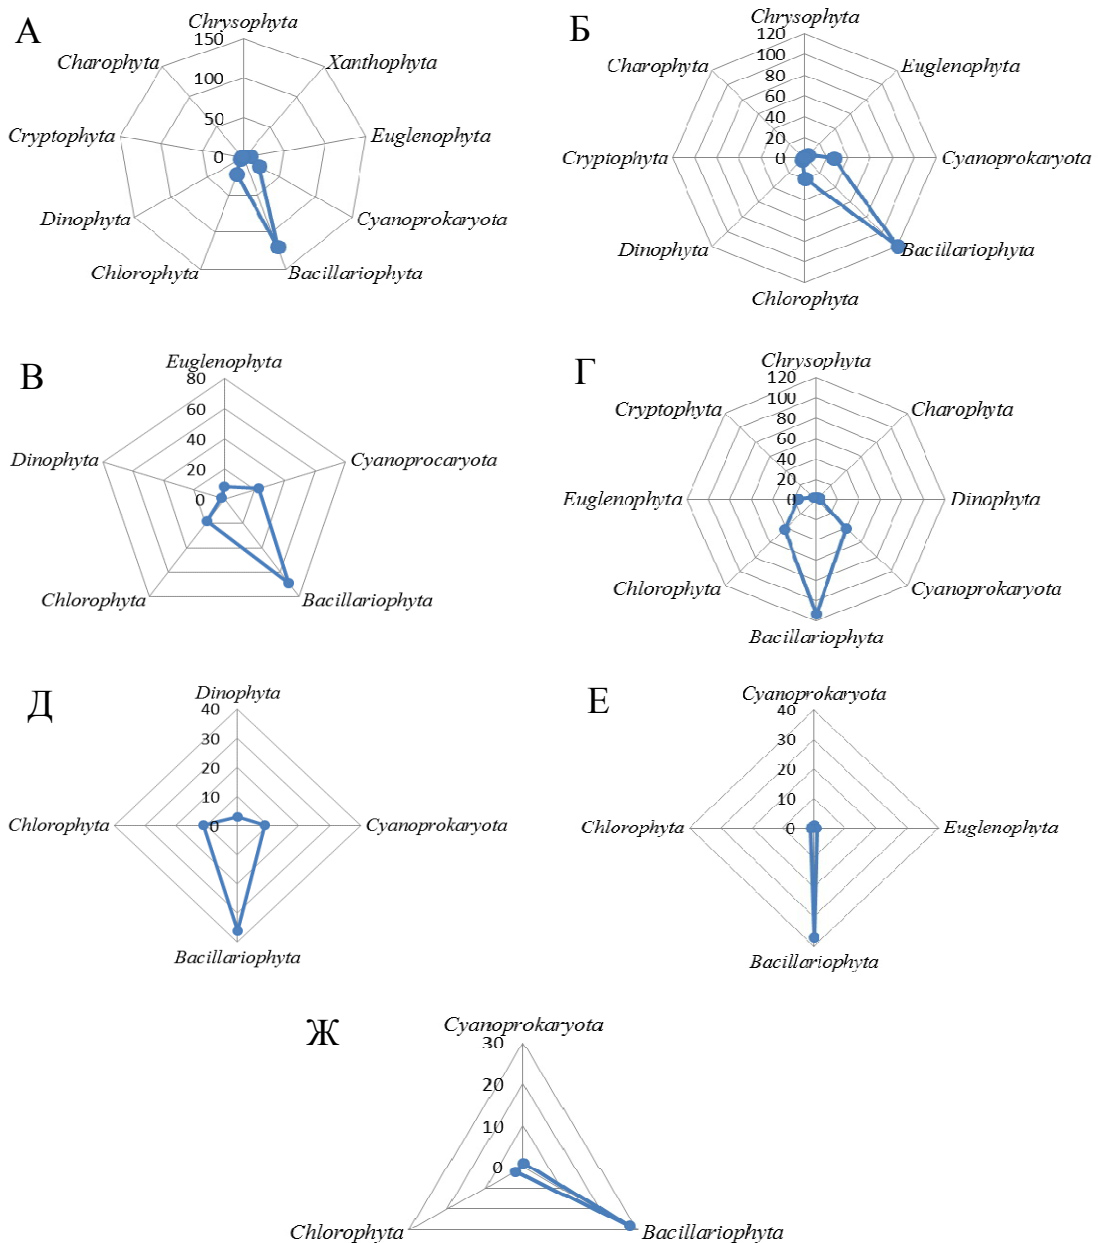 А
Chrysophyta
150
Charophyta
Xanthophyta
100
Cryptophyta
50
Euglenophyta
0
Dinophyta
Cyanoprokaryota
Chlorophyta
Bacillariophyta
Б
Chrysophyta
120
Charophyta
100
Euglenophyta
80
60
40
20
Cryptophyta
0
Cyanoprokaryota
Dinophyta
Bacillariophyta
Chlorophyta
В
Euglenophyta
80
60
40
Dinophyta
Cyanoprocaryota
20
0
Chlorophyta
Bacillariophyta
Г
Chrysophyta
120
Cryptophyta
100
Charophyta
80
60
40
20
Euglenophyta
0
Dinophyta
Chlorophyta
Cyanoprokaryota
Bacillariophyta
Д
Dinophyta
40
30
20
10
Chlorophyta
0
Cyanoprokaryota
Bacillariophyta
Е
Cyanoprokaryota
40
30
20
10
Chlorophyta
0
Euglenophyta
Bacillariophyta
Ж
Cyanoprokaryota
30
20
10
0
Chlorophyta
Bacillariophyta